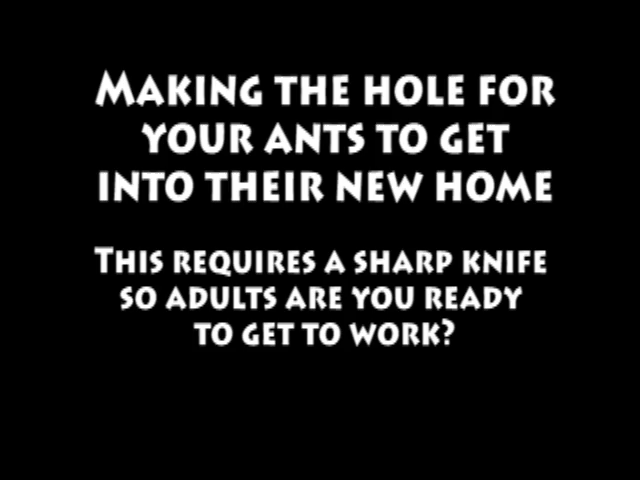 MAKING THE HOLE FOR
YOUR ANTS TO GET
INTO THEIR NEW HOME
THIS REQUIRES A SHARP KNIFE
SO ADULTS ARE YOU READY
TO GET TO WORK?